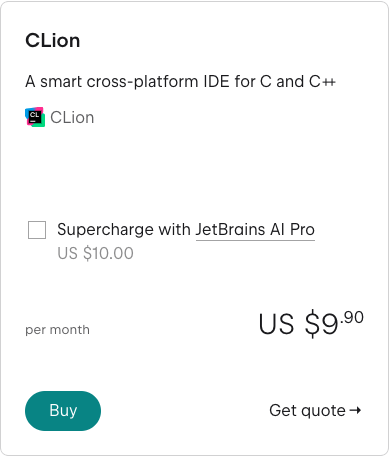 CLion
A smart cross-platform IDE for C and C++
CL
CLion
Supercharge with JetBrains AI Pro
US $10.00
per month
US $9.90
Buy
Get quote→